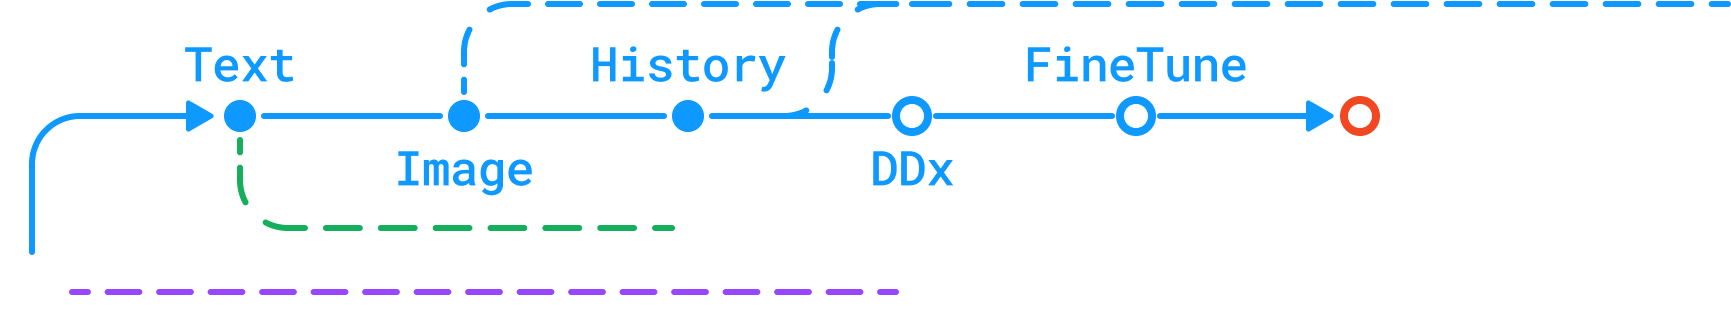 Text
History
FineTune
Image
DDx